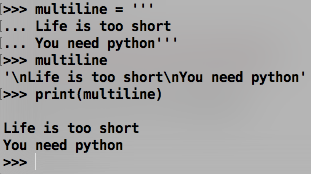 [>>> multiline = '''
[... Life is too short
[... You need python'''
[>>> multiline
'\nLife is too short\nYou need python'
[>>> print(multiline)

Life is too short
You need python
>>>